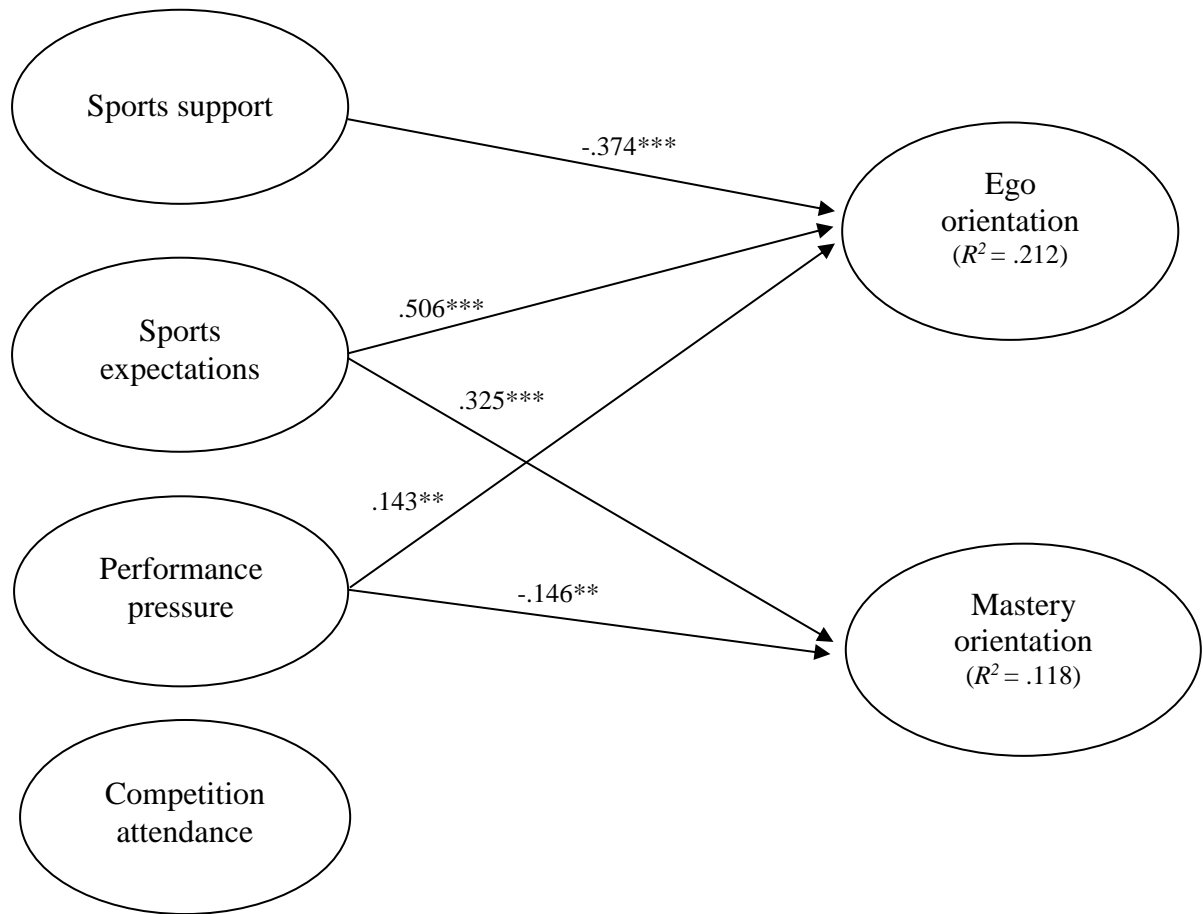 Sports support
-.374***
Ego
orientation
(R² = .212)
.506***
Sports
expectations
.325***
.143**
Performance
pressure
-.146**
Mastery
orientation
(R² = .118)
Competition
attendance